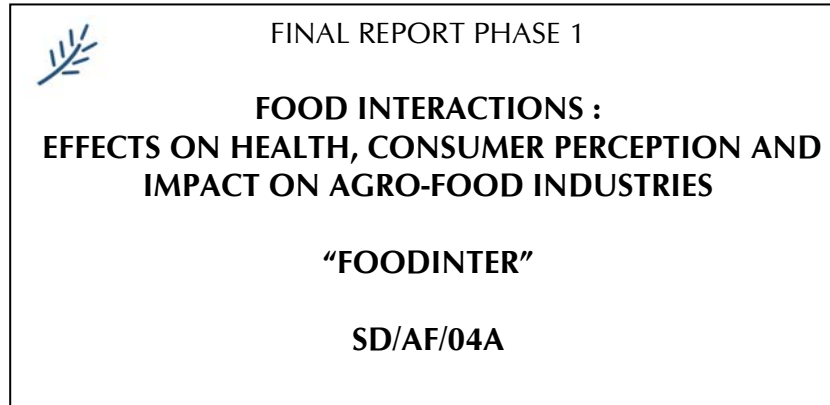 FINAL REPORT PHASE 1
FOOD INTERACTIONS :
EFFECTS ON HEALTH, CONSUMER PERCEPTION AND
IMPACT ON AGRO-FOOD INDUSTRIES
“FOODINTER”
SD/AF/04A